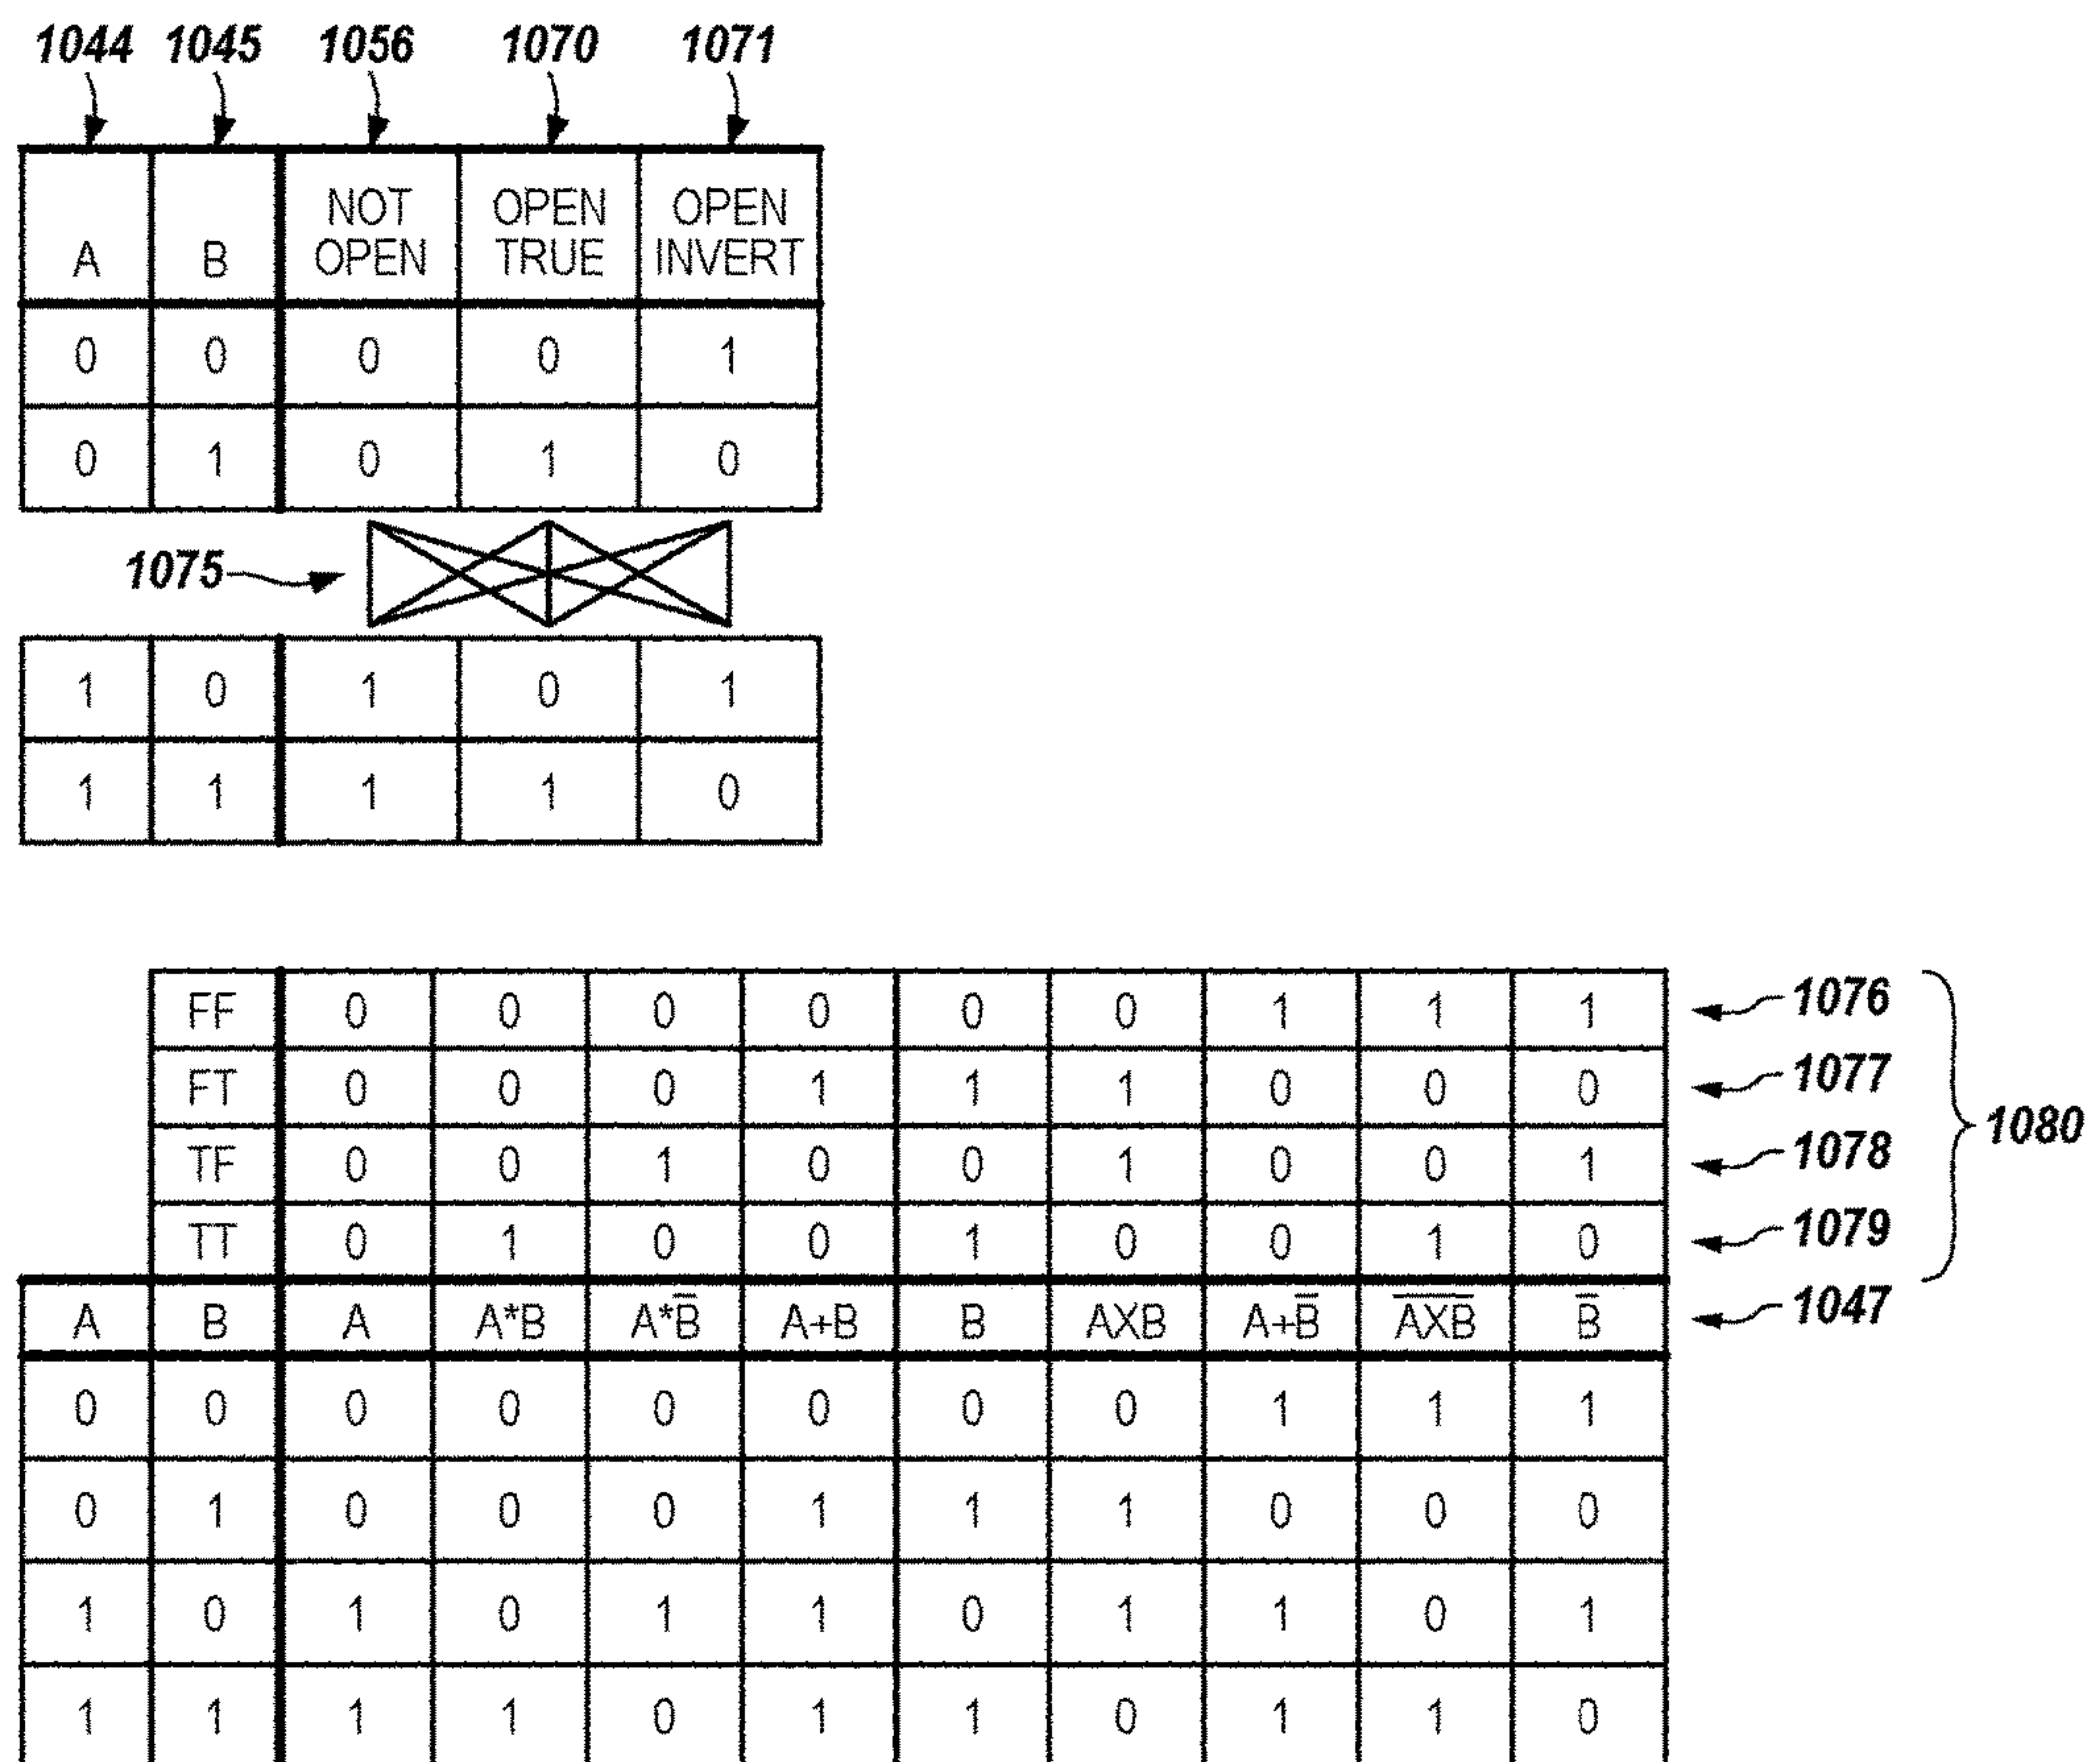 1044 1045 1056 1070 1071
A B NOT OPEN OPEN TRUE OPEN INVERT
0 0 0 0 1
0 1 0 1 0
1075
1 0 1 0 1
1 1 1 1 0
FF 0 0 0 0 0 0 1 1 1 1076
FT 0 0 0 1 1 1 0 0 0 1077
1080
TF 0 0 1 0 0 1 0 0 1 1078
TT 0 1 0 0 1 0 0 1 0 1079
A B A A*B A*B̅ A+B B AXB A+B̅ A̅X̅B̅ B̅ 1047
0 0 0 0 0 0 0 0 1 1 1
0 1 0 0 0 1 1 1 0 0 0
1 0 1 0 1 1 0 1 1 0 1
1 1 1 1 0 1 1 0 1 1 0